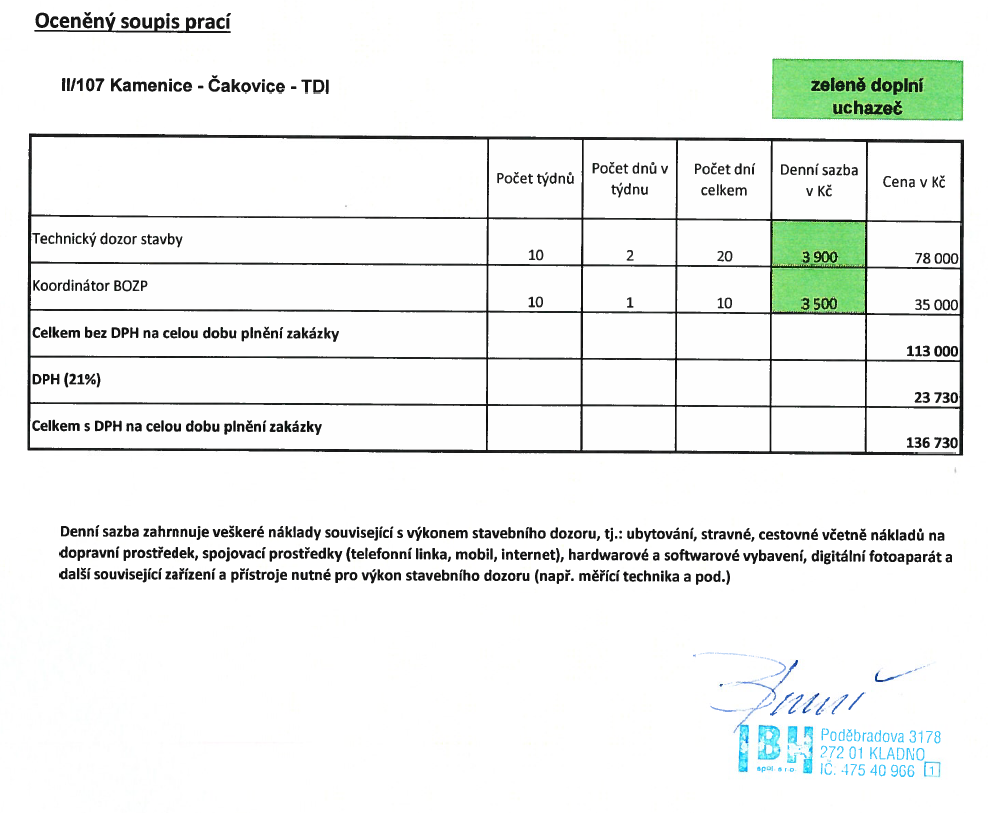 Oceněný soupis prací
II/107 Kamenice - Čakovice - TDI
zeleně doplní
uchazeč
Počet týdnů
Počet dnů v
týdnu
Počet dní
celkem
Denní sazba
v Kč
Cena v Kč
Technický dozor stavby 10 2 20 3 900 78 000
Koordinátor BOZP 10 1 10 3 500 35 000
Celkem bez DPH na celou dobu plnění zakázky 113 000
DPH (21%) 23 730
Celkem s DPH na celou dobu plnění zakázky 136 730
Denní sazba zahrnnuje veškeré náklady související s výkonem stavebního dozoru, tj.: ubytování, stravné, cestovné včetně nákladů na
dopravní prostředek, spojovací prostředky (telefonní linka, mobil, internet), hardwarové a softwarové vybavení, digitální fotoaparát a
další související zařízení a přístroje nutné pro výkon stavebního dozoru (např. měřící technika a pod.)
IBH
spol. s r.o.
Poděbradova 3178
272 01 KLADNO
IČ. 475 40 966 1